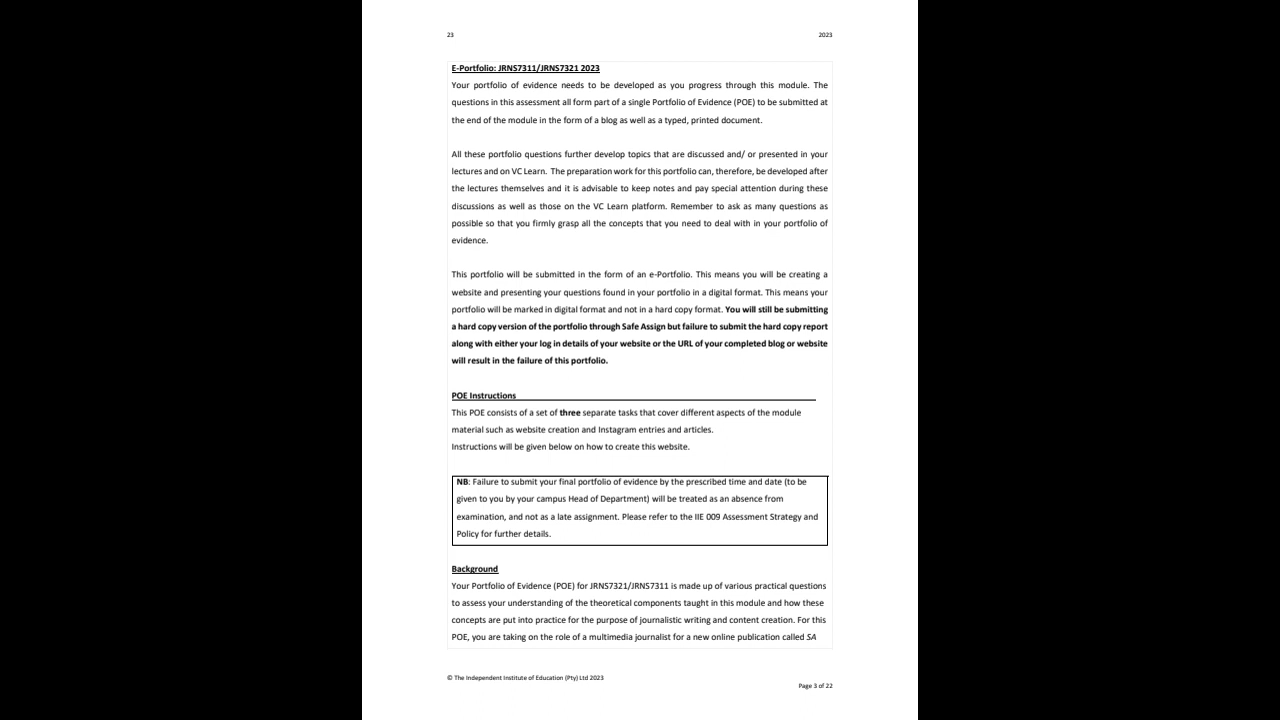 23 2023
E-Portfolio: JRNS7311/JRNS7321 2023
Your portfolio of evidence needs to be developed as you progress through this module. The
questions in this assessment all form part of a single Portfolio of Evidence (POE) to be submitted at
the end of the module in the form of a blog as well as a typed, printed document.
All these portfolio questions further develop topics that are discussed and/ or presented in your
lectures and on VC Learn. The preparation work for this portfolio can, therefore, be developed after
the lectures themselves and it is advisable to keep notes and pay special attention during these
discussions as well as those on the VC Learn platform. Remember to ask as many questions as
possible so that you firmly grasp all the concepts that you need to deal with in your portfolio of
evidence.
This portfolio will be submitted in the form of an e-Portfolio. This means you will be creating a
website and presenting your questions found in your portfolio in a digital format. This means your
portfolio will be marked in digital format and not in a hard copy format. You will still be submitting
a hard copy version of the portfolio through Safe Assign but failure to submit the hard copy report
along with either your log in details of your website or the URL of your completed blog or website
will result in the failure of this portfolio.
POE Instructions
This POE consists of a set of three separate tasks that cover different aspects of the module
material such as website creation and Instagram entries and articles.
Instructions will be given below on how to create this website.
NB: Failure to submit your final portfolio of evidence by the prescribed time and date (to be
given to you by your campus Head of Department) will be treated as an absence from
examination, and not as a late assignment. Please refer to the IIE 009 Assessment Strategy and
Policy for further details.
Background
Your Portfolio of Evidence (POE) for JRNS7321/JRNS7311 is made up of various practical questions
to assess your understanding of the theoretical components taught in this module and how these
concepts are put into practice for the purpose of journalistic writing and content creation. For this
POE, you are taking on the role of a multimedia journalist for a new online publication called SA
© The Independent Institute of Education (Pty) Ltd 2023
Page 3 of 22